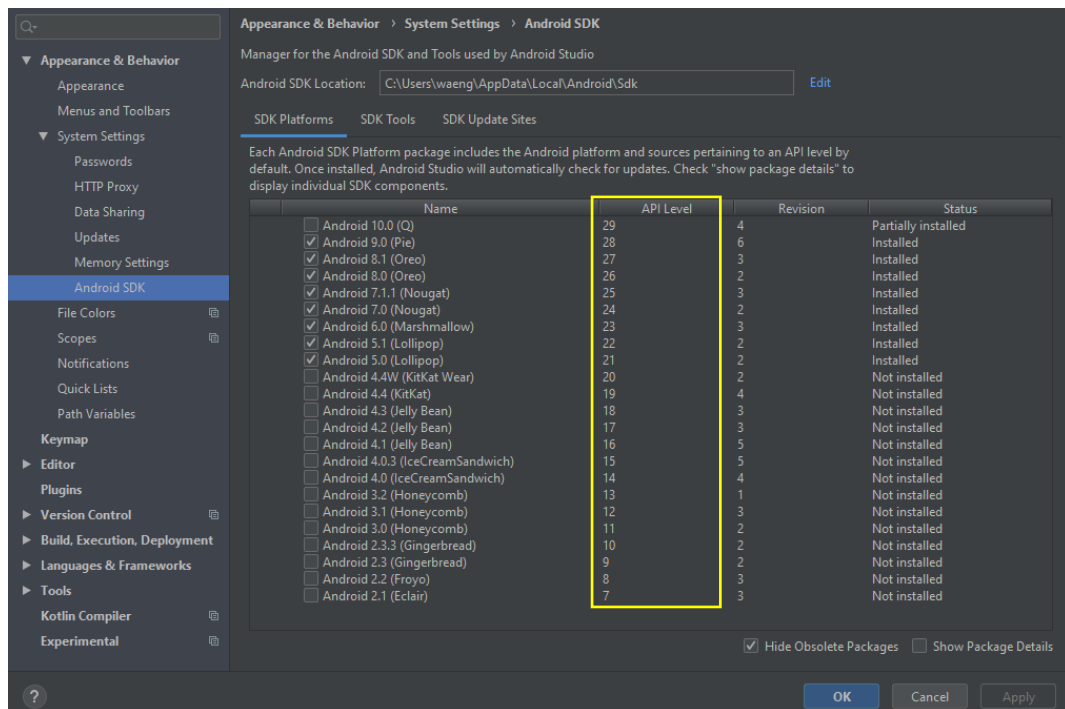 Appearance & Behavior
Appearance
Menus and Toolbars
System Settings
Passwords
HTTP Proxy
Data Sharing
Updates
Memory Settings
Android SDK
File Colors
Scopes
Notifications
Quick Lists
Path Variables
Keymap
Editor
Plugins
Version Control
Build, Execution, Deployment
Languages & Frameworks
Tools
Kotlin Compiler
Experimental
Appearance & Behavior › System Settings › Android SDK
Manager for the Android SDK and Tools used by Android Studio
Android SDK Location: C:\Users\waeng\AppData\Local\Android\Sdk Edit
SDK Platforms SDK Tools SDK Update Sites
Each Android SDK Platform package includes the Android platform and sources pertaining to an API level by
default. Once installed, Android Studio will automatically check for updates. Check "show package details" to
display individual SDK components.
Name API Level Revision Status
Android 10.0 (Q) 29 4 Partially installed
Android 9.0 (Pie) 28 6 Installed
Android 8.1 (Oreo) 27 3 Installed
Android 8.0 (Oreo) 26 2 Installed
Android 7.1.1 (Nougat) 25 3 Installed
Android 7.0 (Nougat) 24 2 Installed
Android 6.0 (Marshmallow) 23 3 Installed
Android 5.1 (Lollipop) 22 2 Installed
Android 5.0 (Lollipop) 21 2 Installed
Android 4.4W (KitKat Wear) 20 2 Not installed
Android 4.4 (KitKat) 19 4 Not installed
Android 4.3 (Jelly Bean) 18 3 Not installed
Android 4.2 (Jelly Bean) 17 3 Not installed
Android 4.1 (Jelly Bean) 16 5 Not installed
Android 4.0.3 (IceCreamSandwich) 15 5 Not installed
Android 4.0 (IceCreamSandwich) 14 4 Not installed
Android 3.2 (Honeycomb) 13 1 Not installed
Android 3.1 (Honeycomb) 12 3 Not installed
Android 3.0 (Honeycomb) 11 2 Not installed
Android 2.3.3 (Gingerbread) 10 2 Not installed
Android 2.3 (Gingerbread) 9 2 Not installed
Android 2.2 (Froyo) 8 3 Not installed
Android 2.1 (Eclair) 7 3 Not installed
Hide Obsolete Packages Show Package Details
? OK Cancel Apply